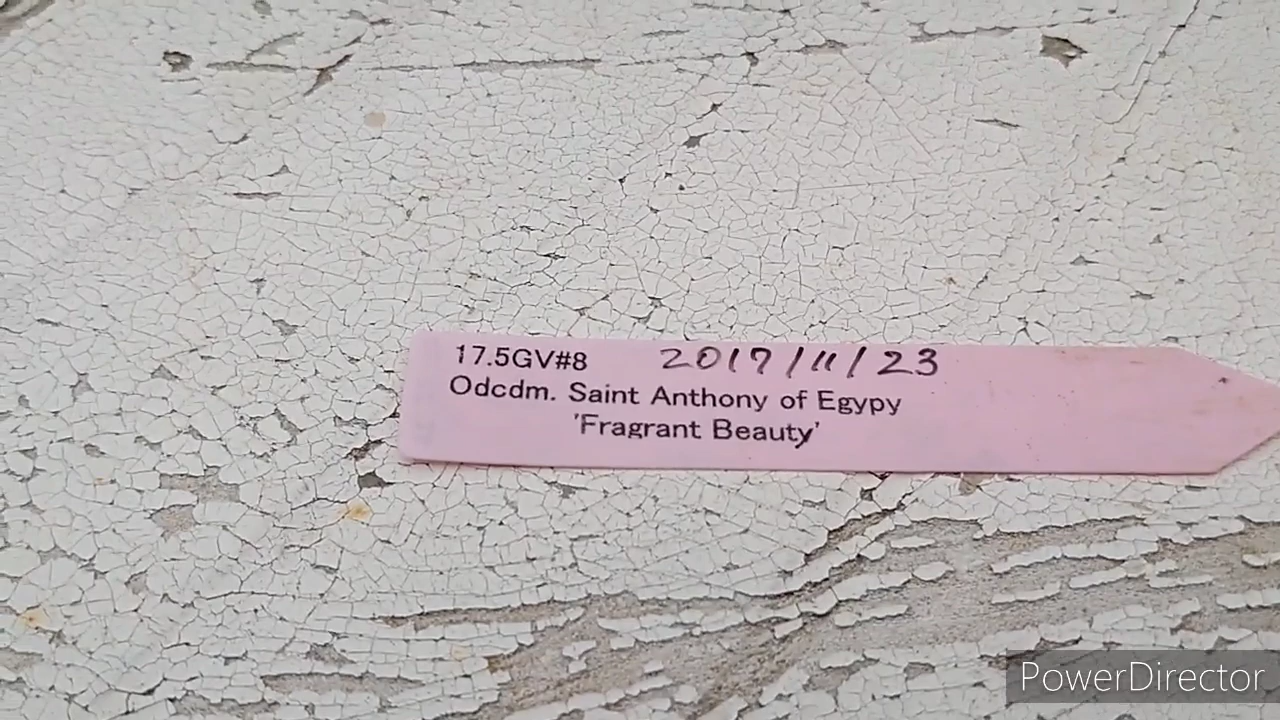 17.5GV#8 2017/11/23
Odcdm. Saint Anthony of Egypy
'Fragrant Beauty'
PowerDirector